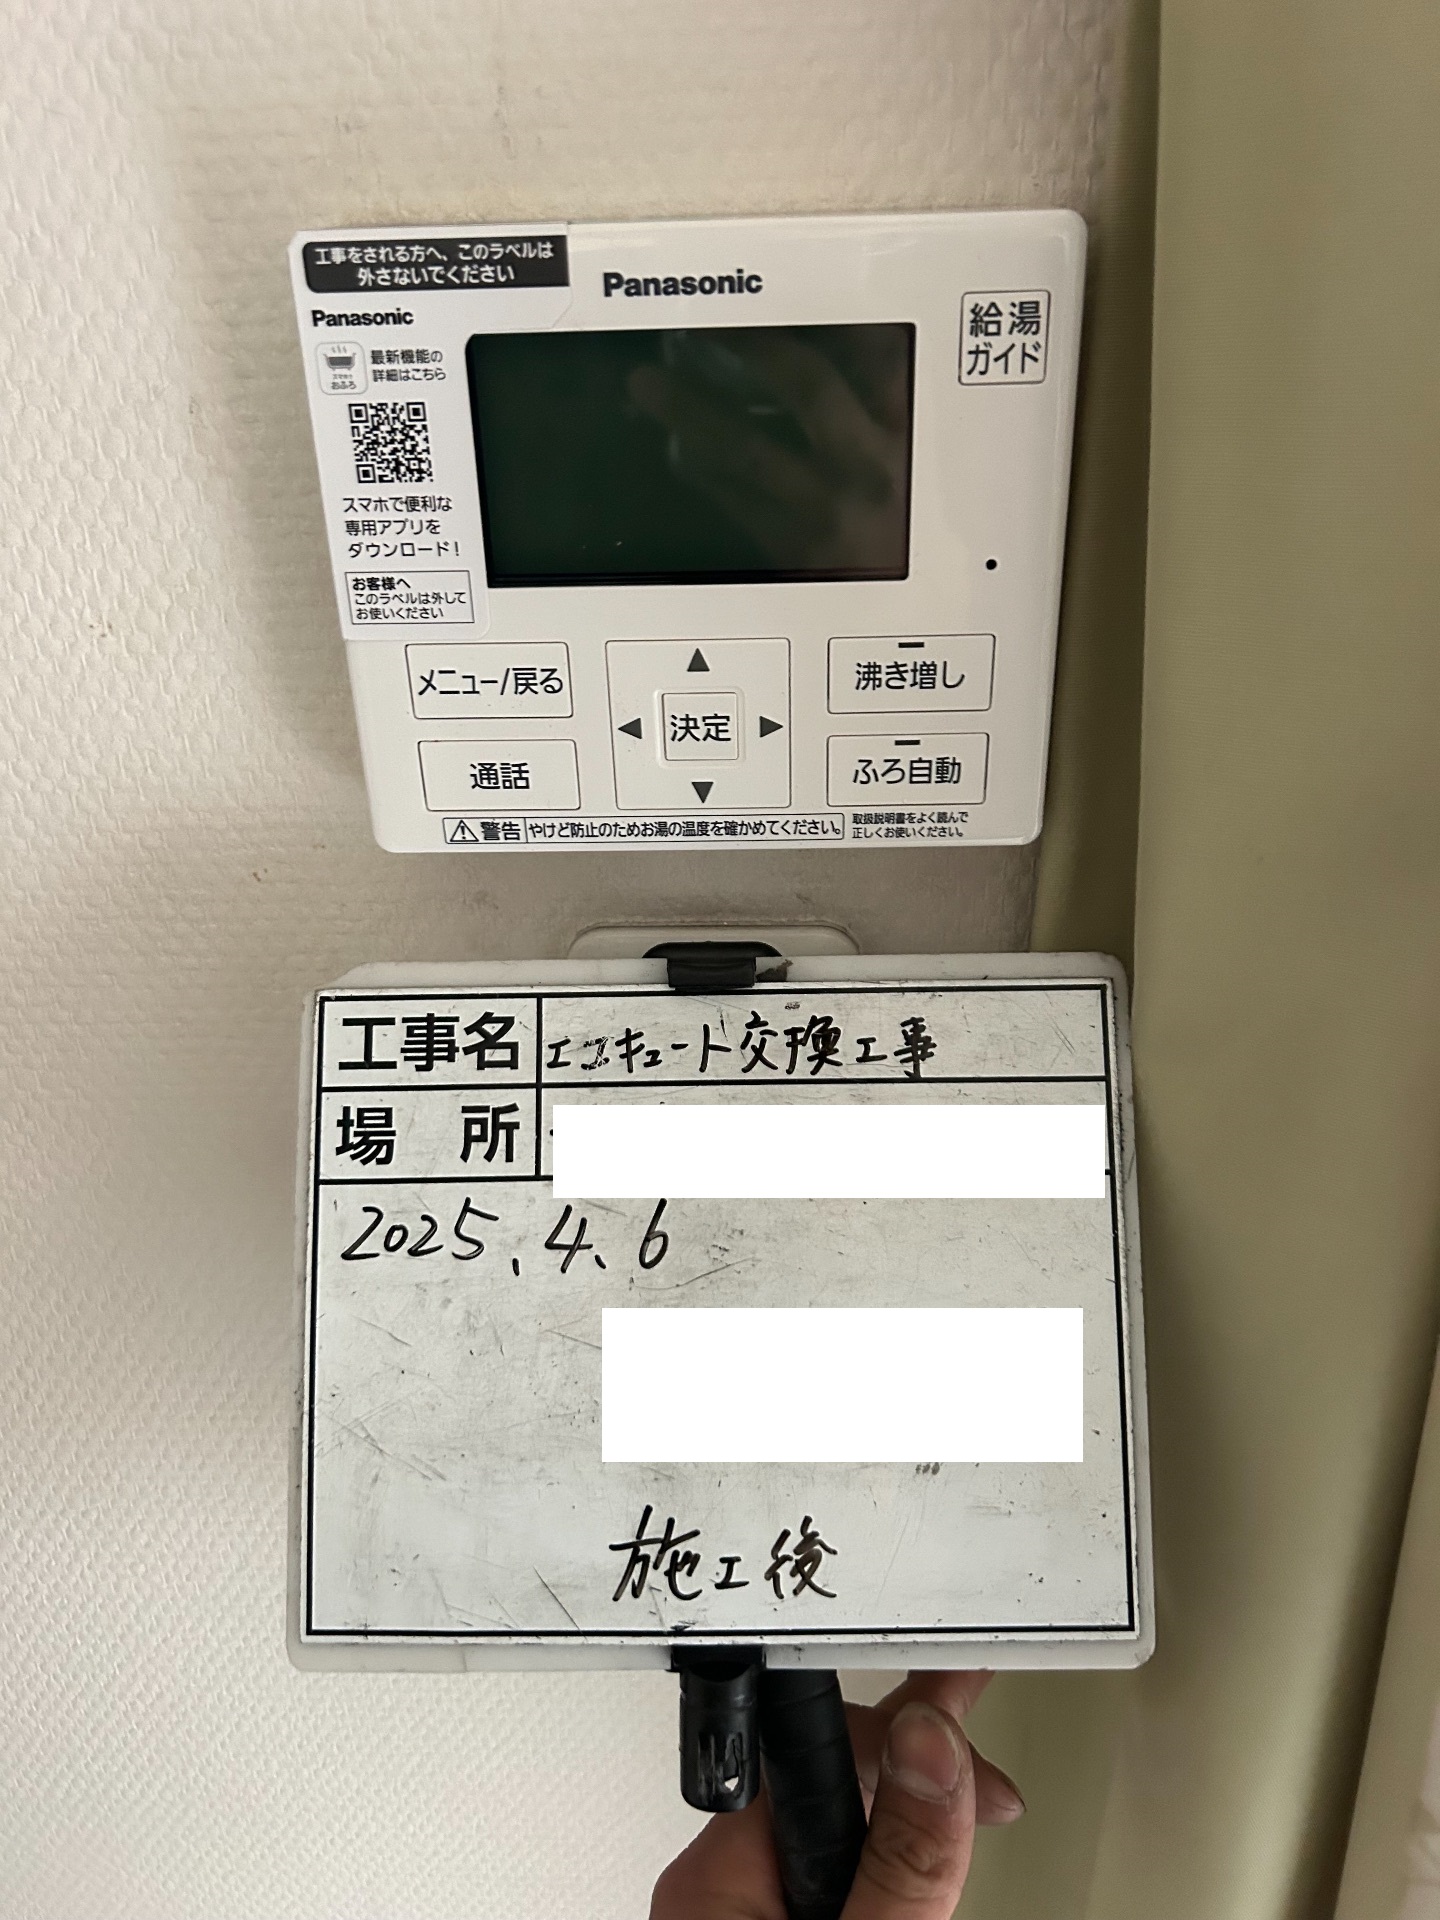 工事をされる方へ、このラベルは
外さないでください
Panasonic
最新機能の
詳細はこちら
スマホで
おふろ
スマホで便利な
専用アプリを
ダウンロード!
お客様へ
このラベルは外して
お使いください
Panasonic
給湯
ガイド
メニュー/戻る
通話
決定
沸き増し
ふろ自動
警告 やけど防止のためお湯の温度を確かめてください。
取扱説明書をよく読んで
正しくお使いください。
工事名 エコキュート交換工事
場所
2025.4.6
施工後